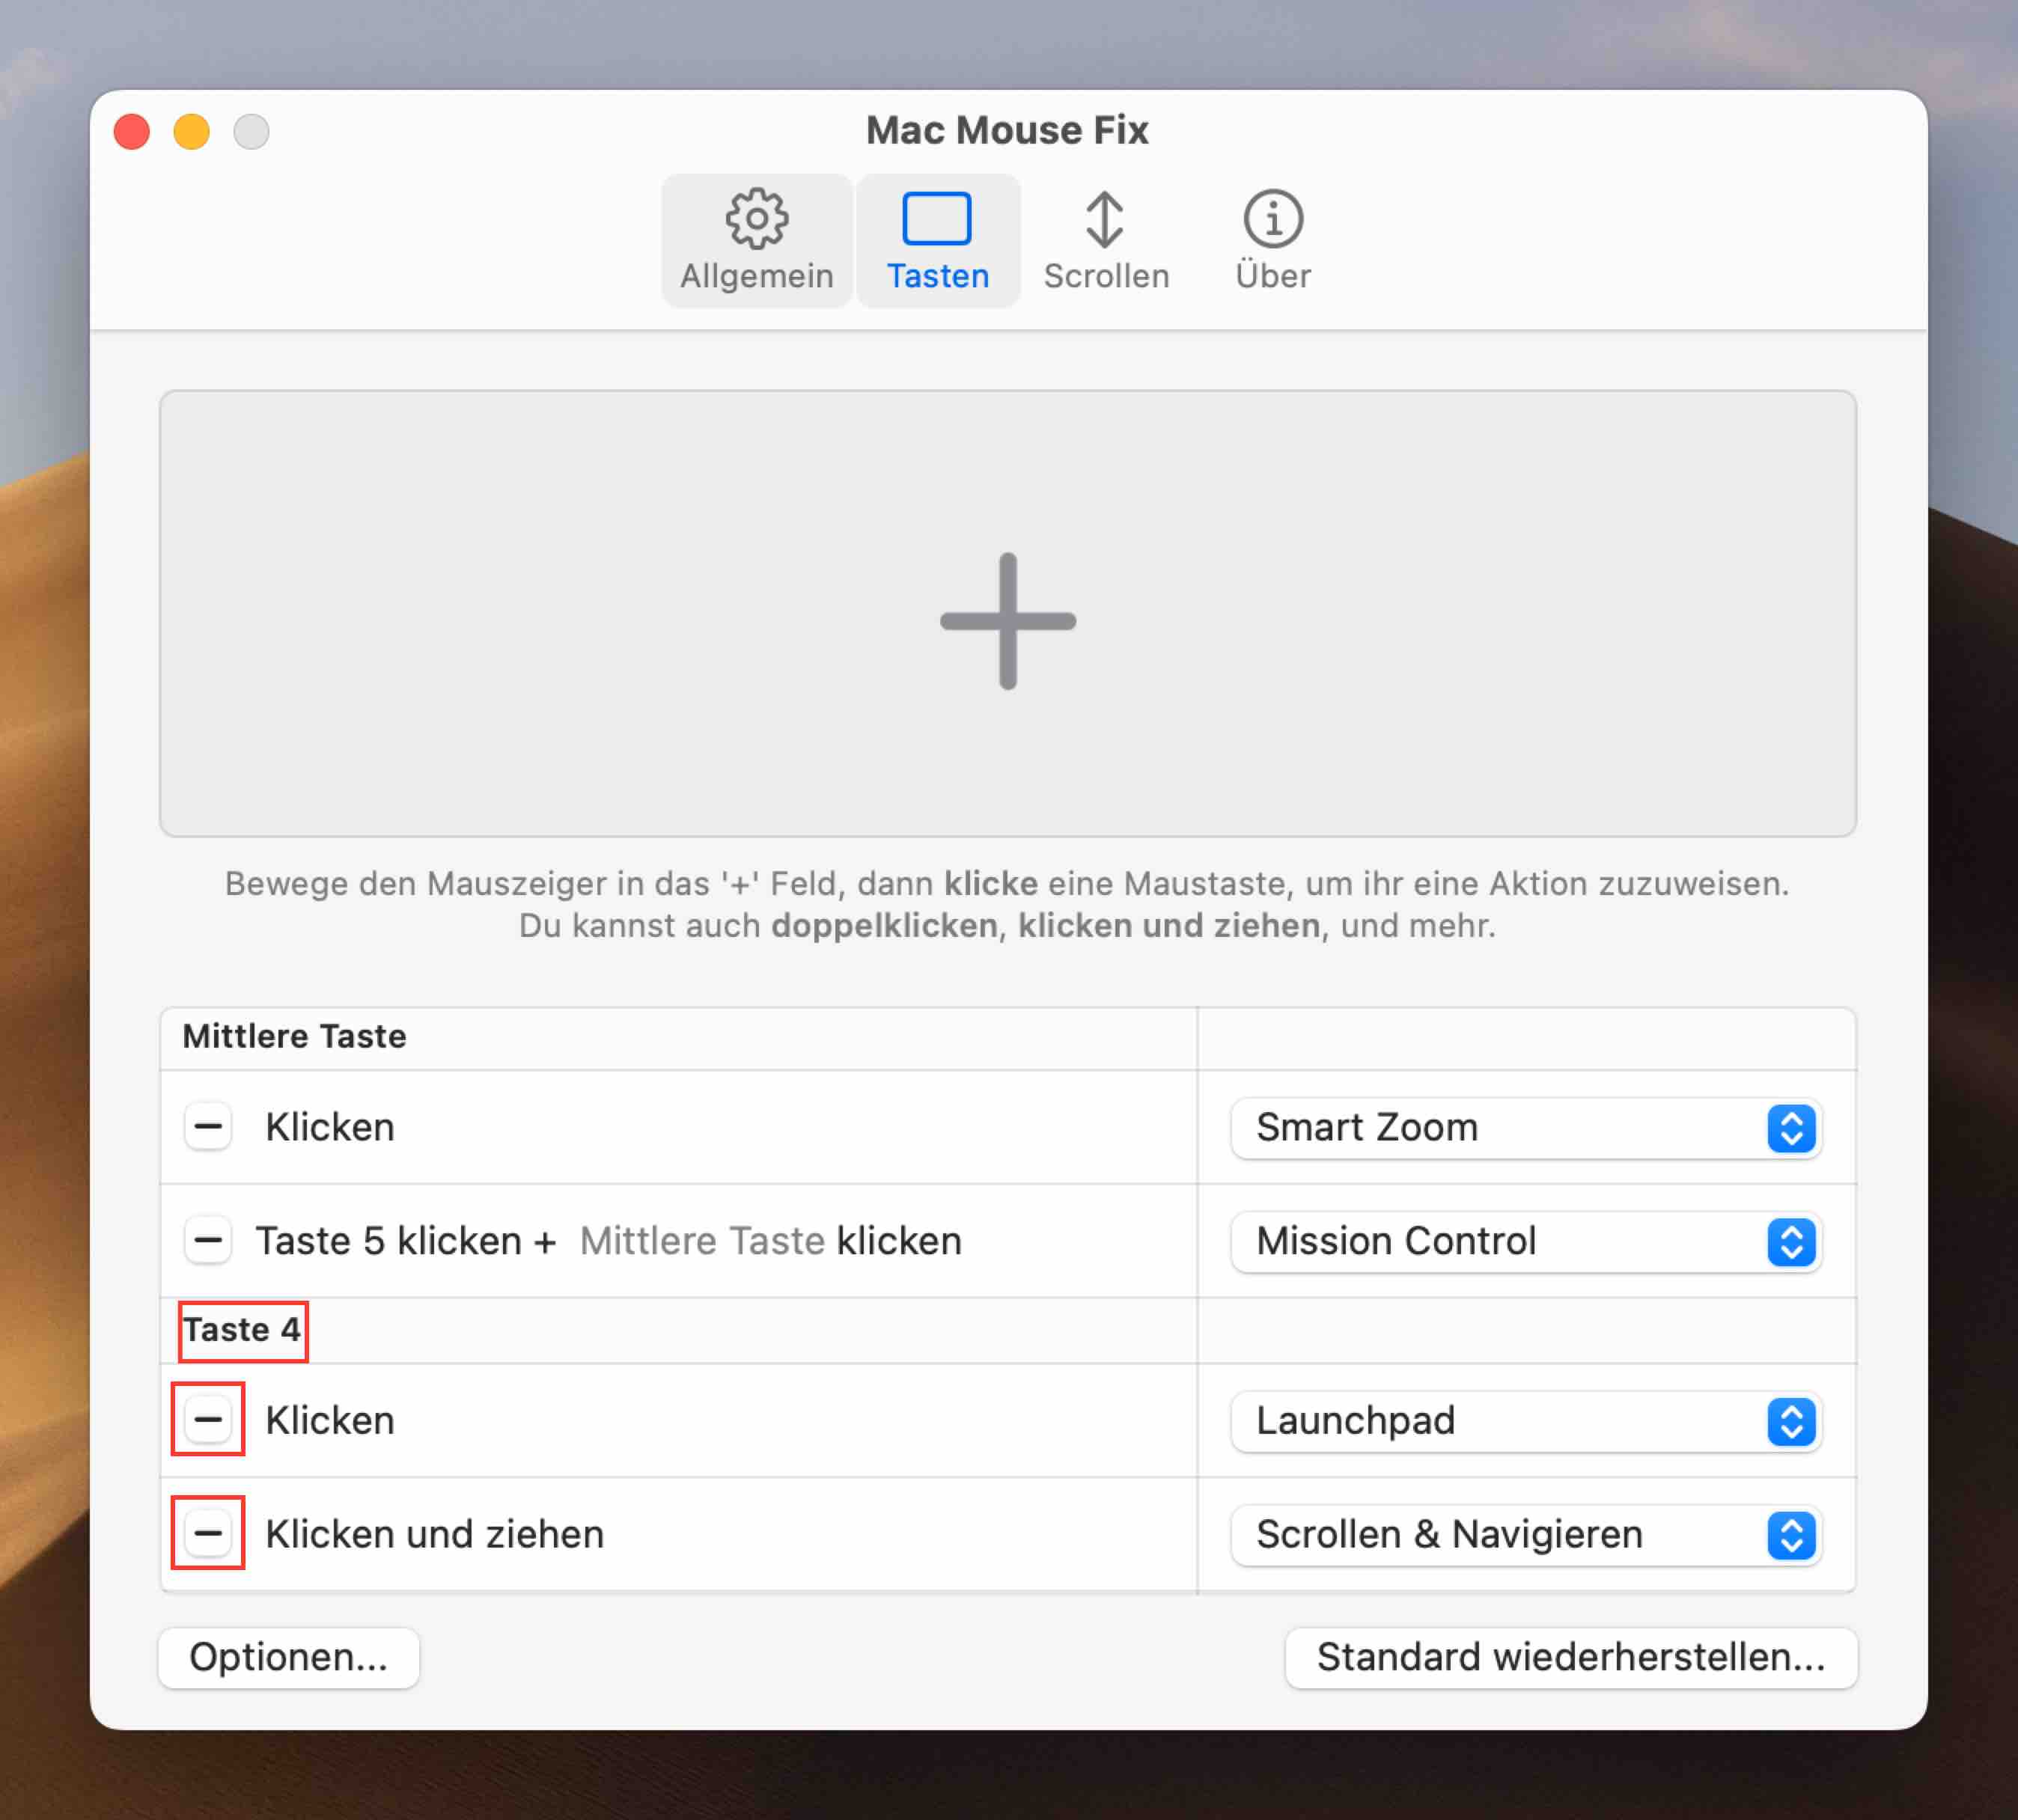 Mac Mouse Fix
Allgemein
Tasten
Scrollen
Über
Bewege den Mauszeiger in das '+' Feld, dann klicke eine Maustaste, um ihr eine Aktion zuzuweisen.
Du kannst auch doppelklicken, klicken und ziehen, und mehr.
Mittlere Taste
Klicken
Smart Zoom
Taste 5 klicken + Mittlere Taste klicken
Mission Control
Taste 4
Klicken
Launchpad
Klicken und ziehen
Scrollen & Navigieren
Optionen...
Standard wiederherstellen...